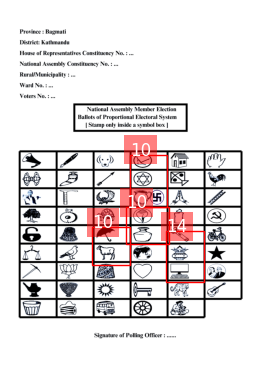 Province : Bagmati
District: Kathmandu
House of Representatives Constituency No. : ...
National Assembly Constituency No. : ...
Rural/Municipality : ...
Ward No. : ...
Voters No. : ...
National Assembly Member Election
Ballots of Proportional Electoral System
[ Stamp only inside a symbol box ]
10
10
10
14
Signature of Polling Officer : ......